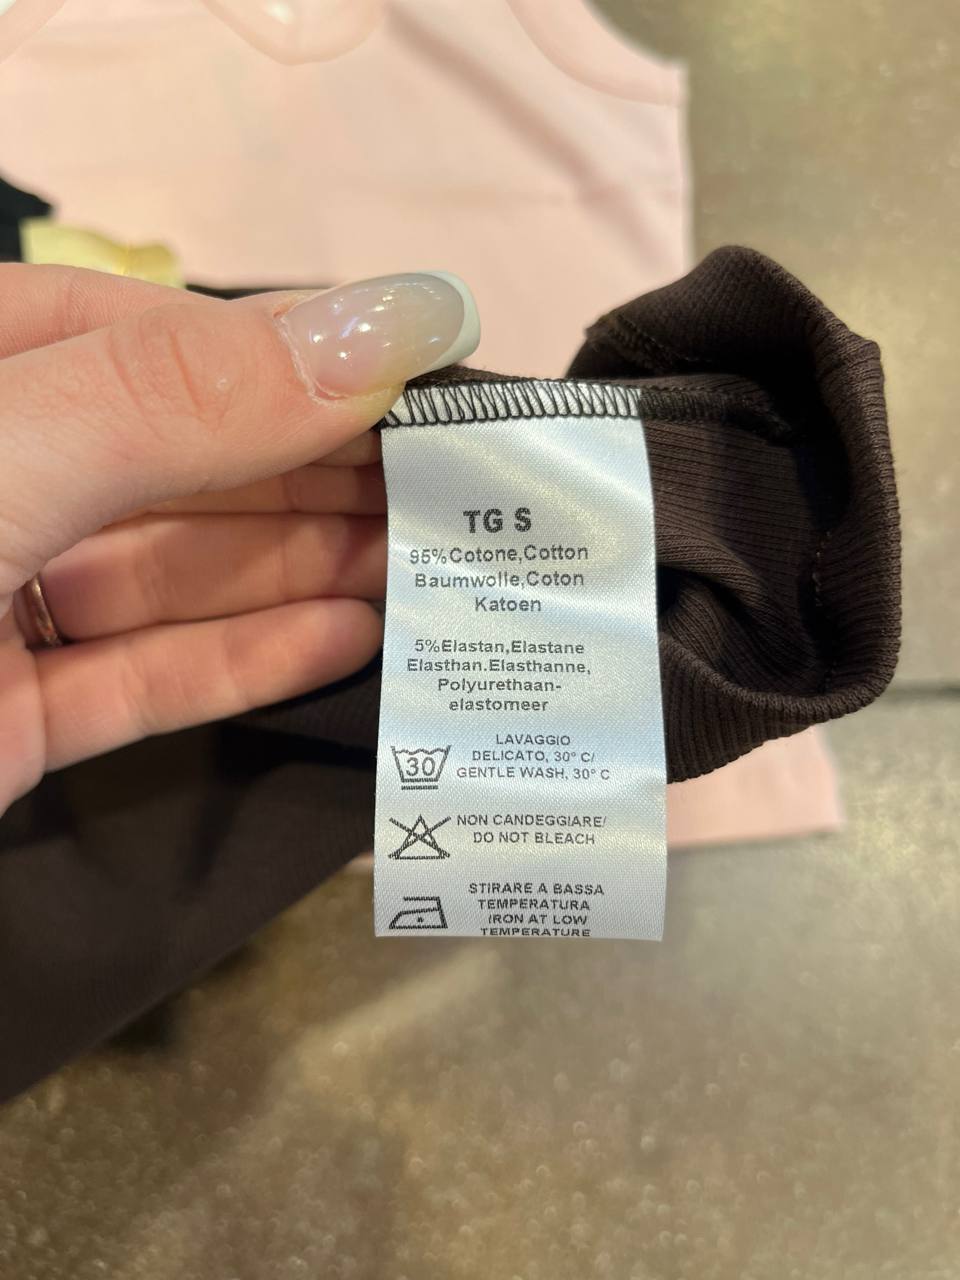 TG S
95%Cotone,Cotton
Baumwolle,Coton
Katoen
5%Elastan,Elastane
Elasthan.Elasthanne,
Polyurethaan-
elastomeer
LAVAGGIO
DELICATO, 30° C/
30
GENTLE WASH, 30° C
NON CANDEGGIARE/
DO NOT BLEACH
STIRARE A BASSA
TEMPERATURA
IRON AT LOW
TEMPERATURE